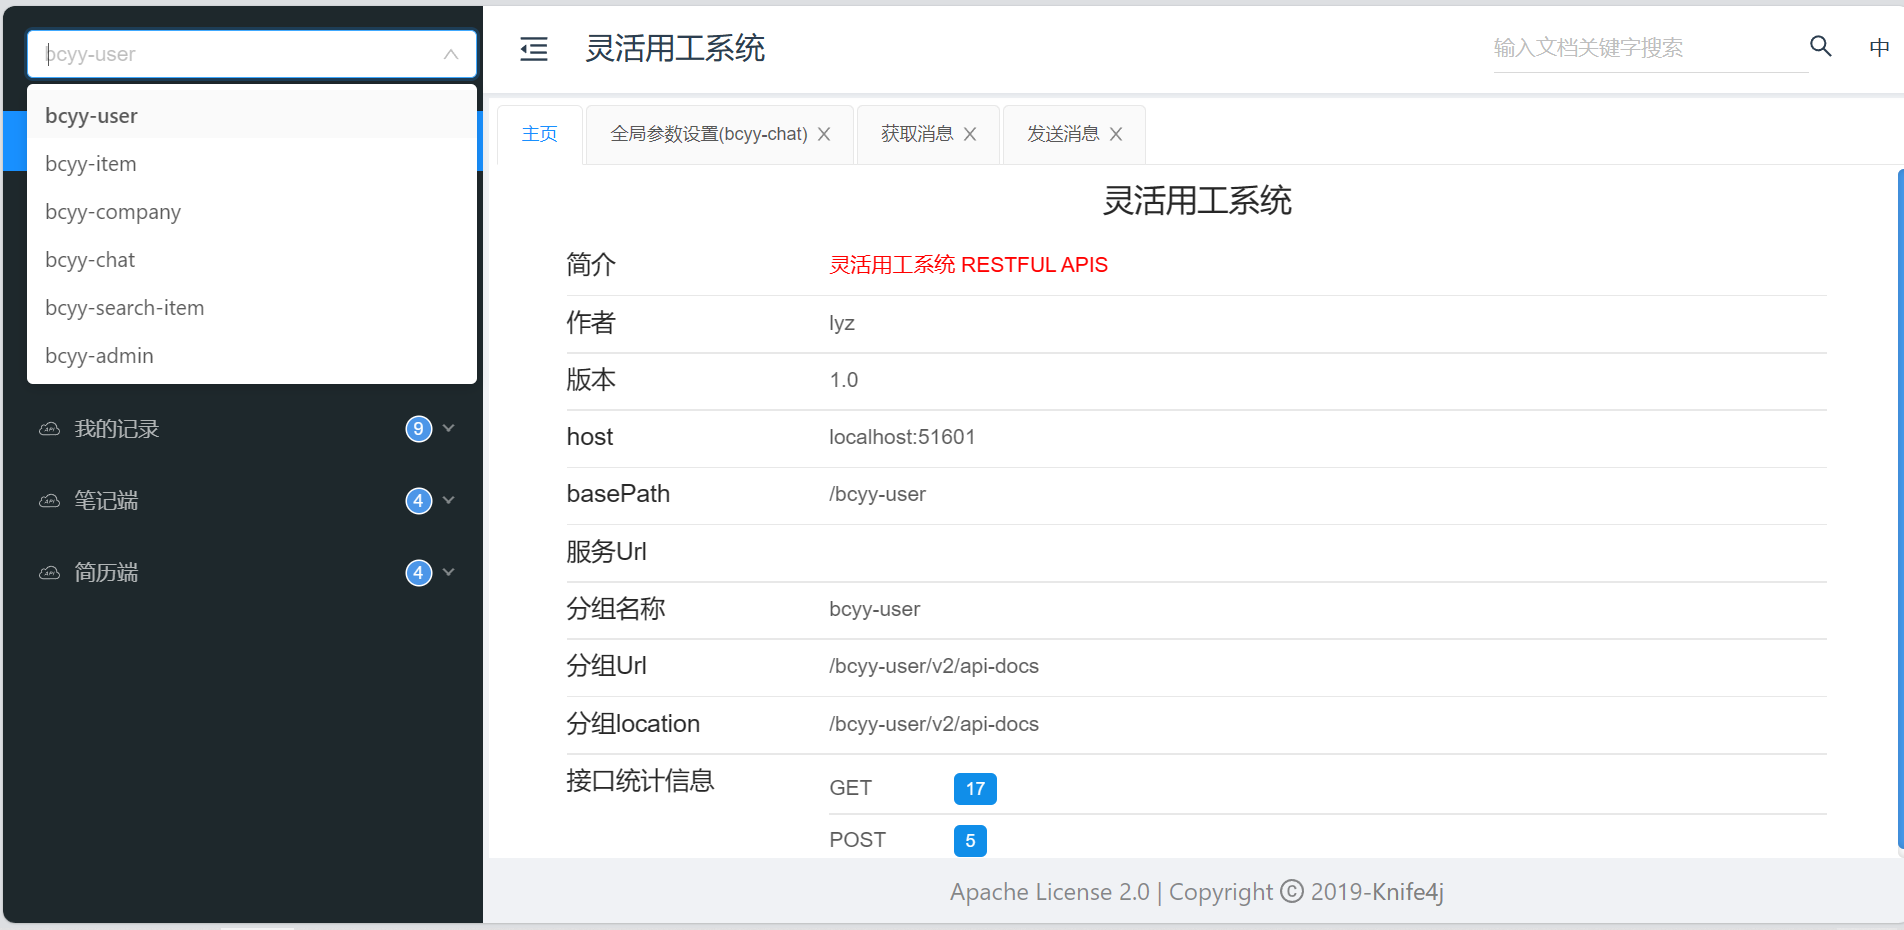 bcyy-user
bcyy-user
bcyy-item
bcyy-company
bcyy-chat
bcyy-search-item
bcyy-admin
我的记录 9
笔记端 4
简历端 4
灵活用工系统
输入文档关键字搜索
中
主页
全局参数设置(bcyy-chat)
获取消息
发送消息
灵活用工系统
简介 灵活用工系统 RESTFUL APIS
作者 lyz
版本 1.0
host localhost:51601
basePath /bcyy-user
服务Url
分组名称 bcyy-user
分组Url /bcyy-user/v2/api-docs
分组location /bcyy-user/v2/api-docs
接口统计信息 GET 17
POST 5
Apache License 2.0 | Copyright © 2019-Knife4j